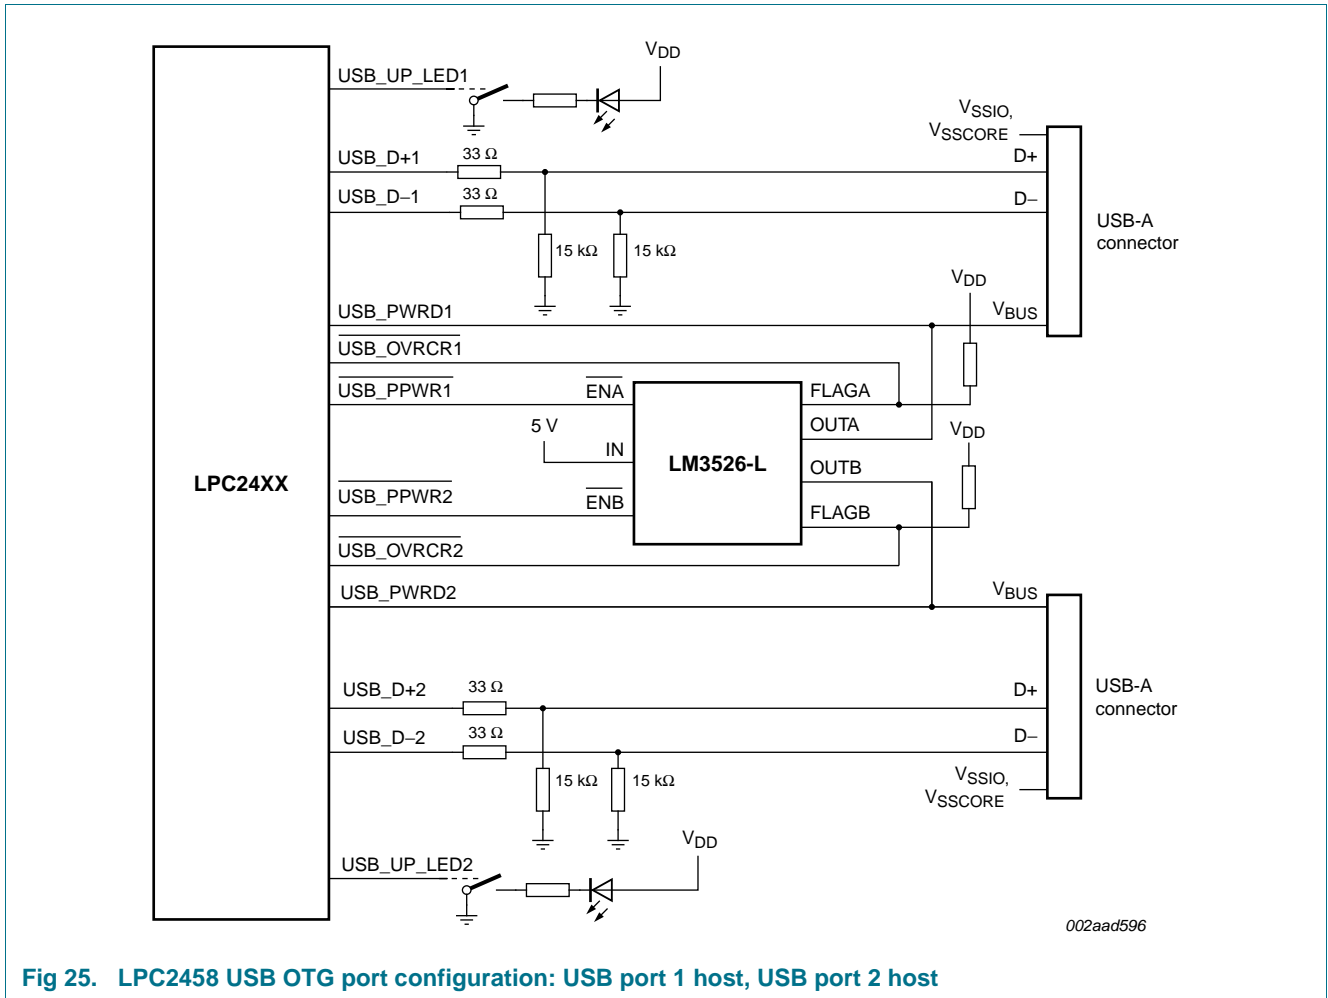 VDD
USB_UP_LED1
VSSIO,
VSSCORE
USB_D+1
33 Ω
D+
USB_D−1
33 Ω
D−
USB-A
connector
15 kΩ
15 kΩ
VDD
USB_PWRD1
VBUS
USB_OVRCR1
USB_PPWR1
ENA
FLAGA
5 V
OUTA
VDD
IN
LM3526-L
LPC24XX
OUTB
USB_PPWR2
ENB
FLAGB
USB_OVRCR2
USB_PWRD2
VBUS
USB_D+2
33 Ω
D+
USB-A
connector
USB_D−2
33 Ω
D−
15 kΩ
15 kΩ
VSSIO,
VSSCORE
VDD
USB_UP_LED2
002aad596
Fig 25. LPC2458 USB OTG port configuration: USB port 1 host, USB port 2 host